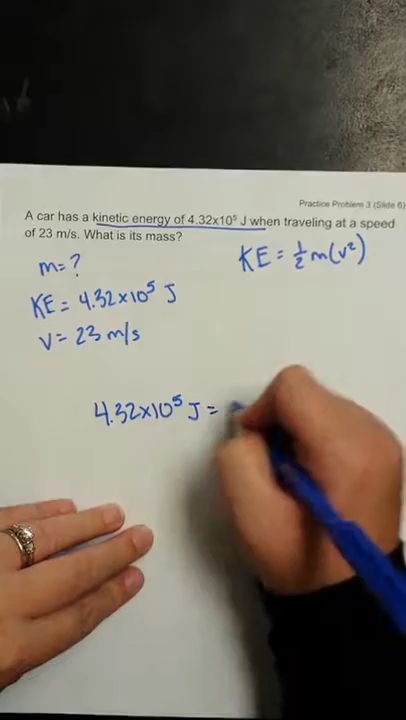 Practice Problem 3 (Slide 6)
A car has a kinetic energy of 4.32x10⁵ J when traveling at a speed
of 23 m/s. What is its mass?
m= ?
KE = ½ m(v²)
KE = 4.32x10⁵ J
v= 23 m/s
4.32x10⁵ J =